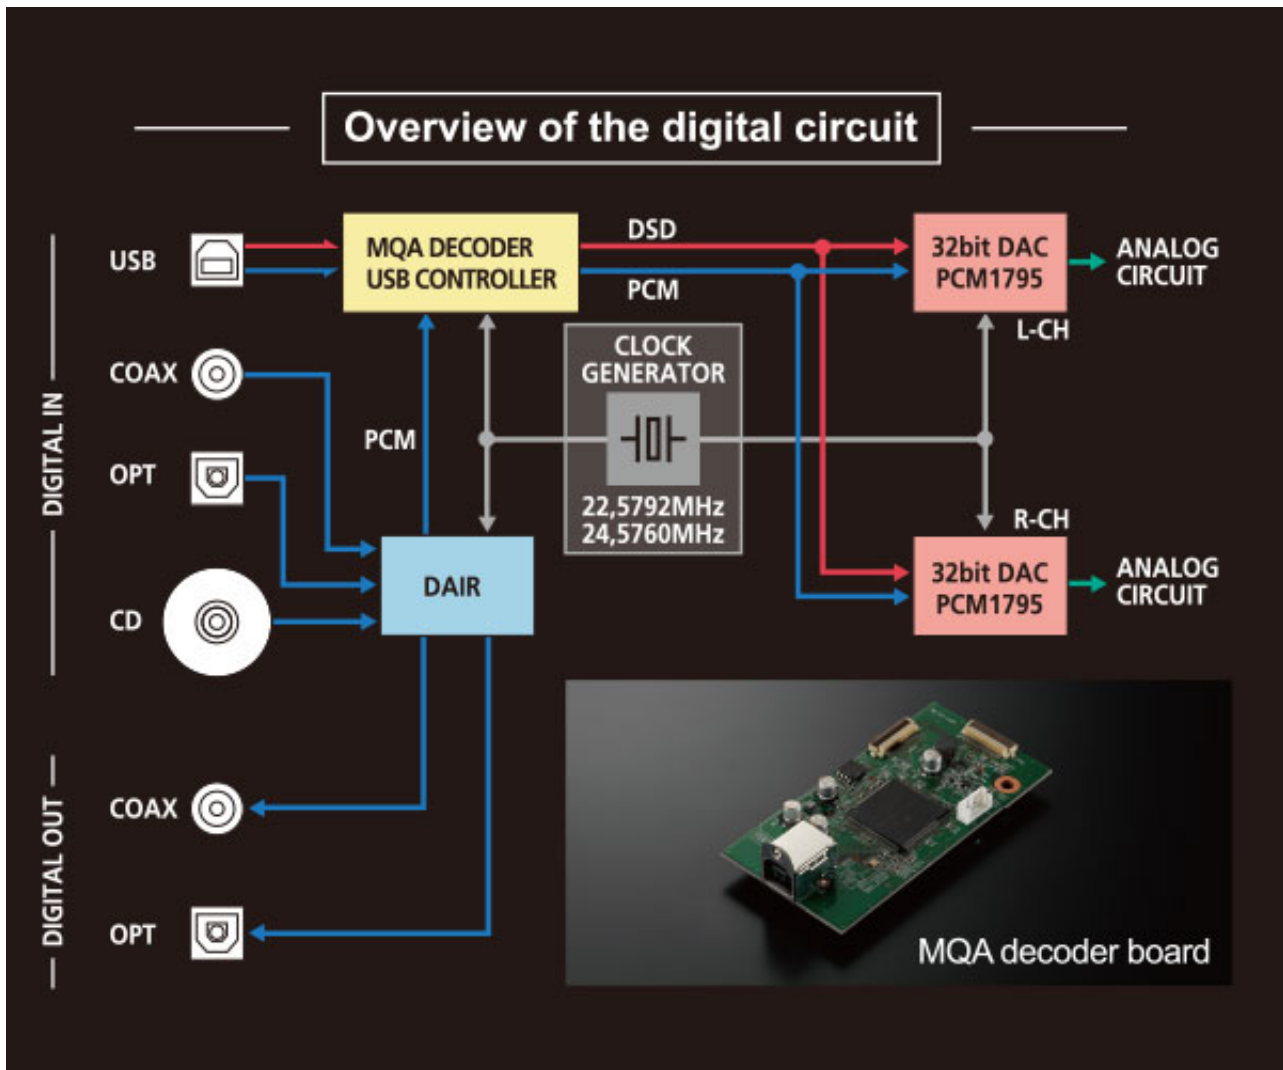 Overview of the digital circuit
DIGITAL IN
USB
COAX
OPT
CD
MQA DECODER
USB CONTROLLER
DSD
PCM
32bit DAC
PCM1795
ANALOG
CIRCUIT
L-CH
CLOCK
GENERATOR
22,5792MHz
24,5760MHz
PCM
DAIR
R-CH
32bit DAC
PCM1795
ANALOG
CIRCUIT
DIGITAL OUT
COAX
OPT
MQA decoder board